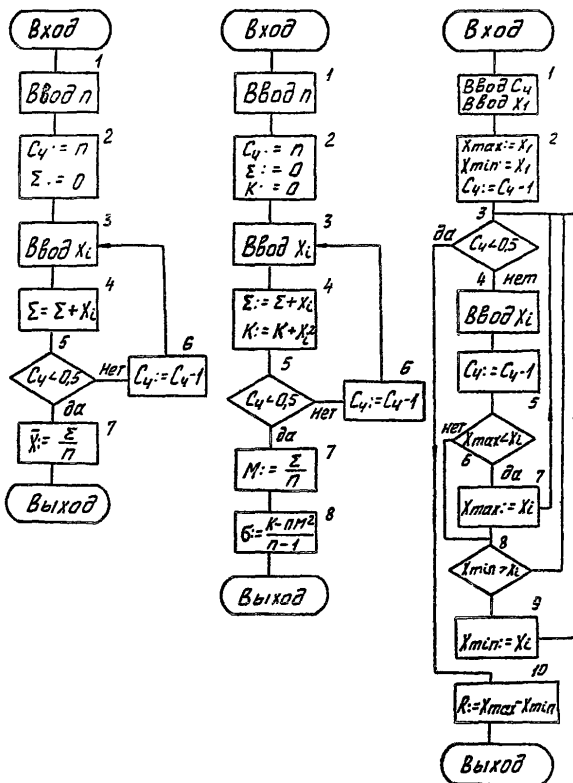 Вход
1
Ввод n
2
Сч := n
Σ := 0
3
Ввод Xi
4
Σ = Σ + Xi
5
Сч < 0,5
нет
6
Сч := Сч-1
да
7
X̄ := Σ/n
Выход
Вход
1
Ввод n
2
Сч := n
Σ := 0
К := 0
3
Ввод Xi
4
Σ := Σ + Xi
К := К + Xi²
5
Сч < 0,5
нет
6
Сч := Сч-1
да
7
М := Σ/n
8
б := К-nМ²/n-1
Выход
Вход
1
Ввод Сч
Ввод X1
2
Xmax := X1
Xmin := X1
Сч := Сч-1
3
да
Сч < 0,5
4
нет
Ввод Xi
Сч := Сч-1
5
нет
Xmax < Xi
6
да
7
Xmax := Xi
8
Xmin > Xi
9
Xmin := Xi
10
R := Xmax - Xmin
Выход